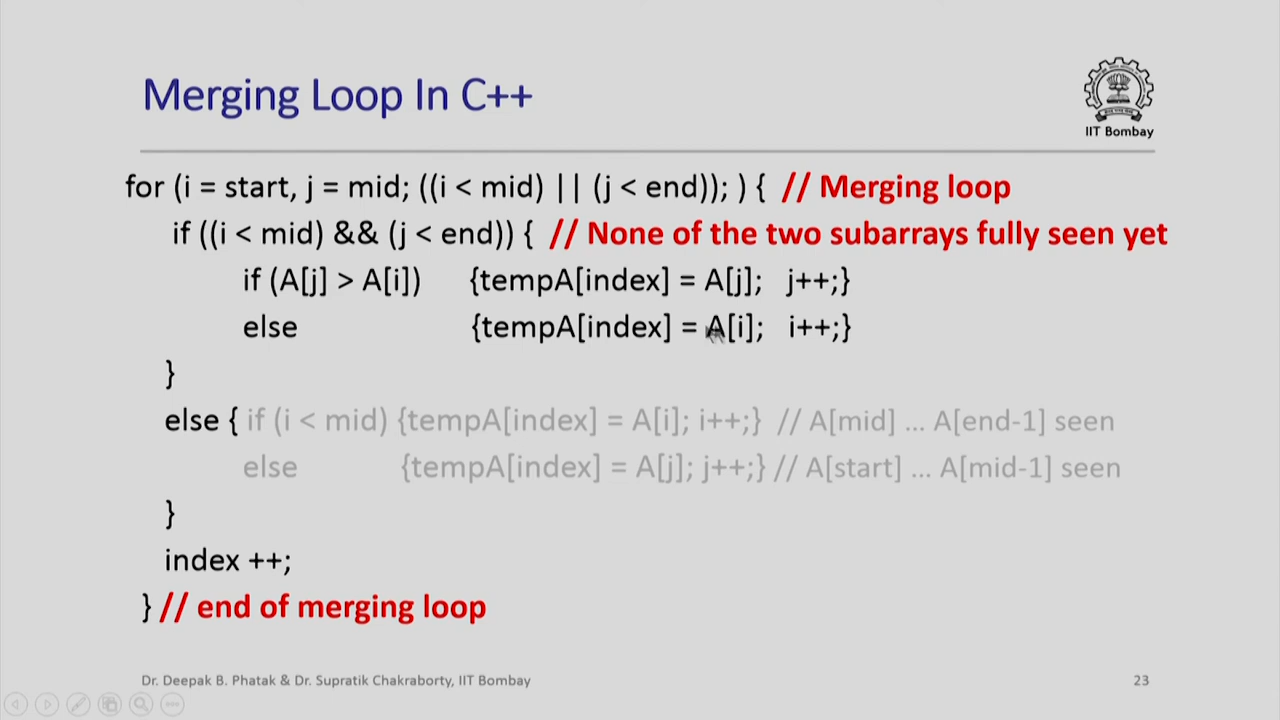 Merging Loop In C++
IIT Bombay
for (i = start, j = mid; ((i < mid) || (j < end)); ) { // Merging loop
if ((i < mid) && (j < end)) { // None of the two subarrays fully seen yet
if (A[j] > A[i]) {tempA[index] = A[j]; j++;}
else {tempA[index] = A[i]; i++;}
}
else { if (i < mid) {tempA[index] = A[i]; i++;} // A[mid] ... A[end-1] seen
else {tempA[index] = A[j]; j++;} // A[start] ... A[mid-1] seen
}
index ++;
} // end of merging loop
Dr. Deepak B. Phatak & Dr. Supratik Chakraborty, IIT Bombay
23